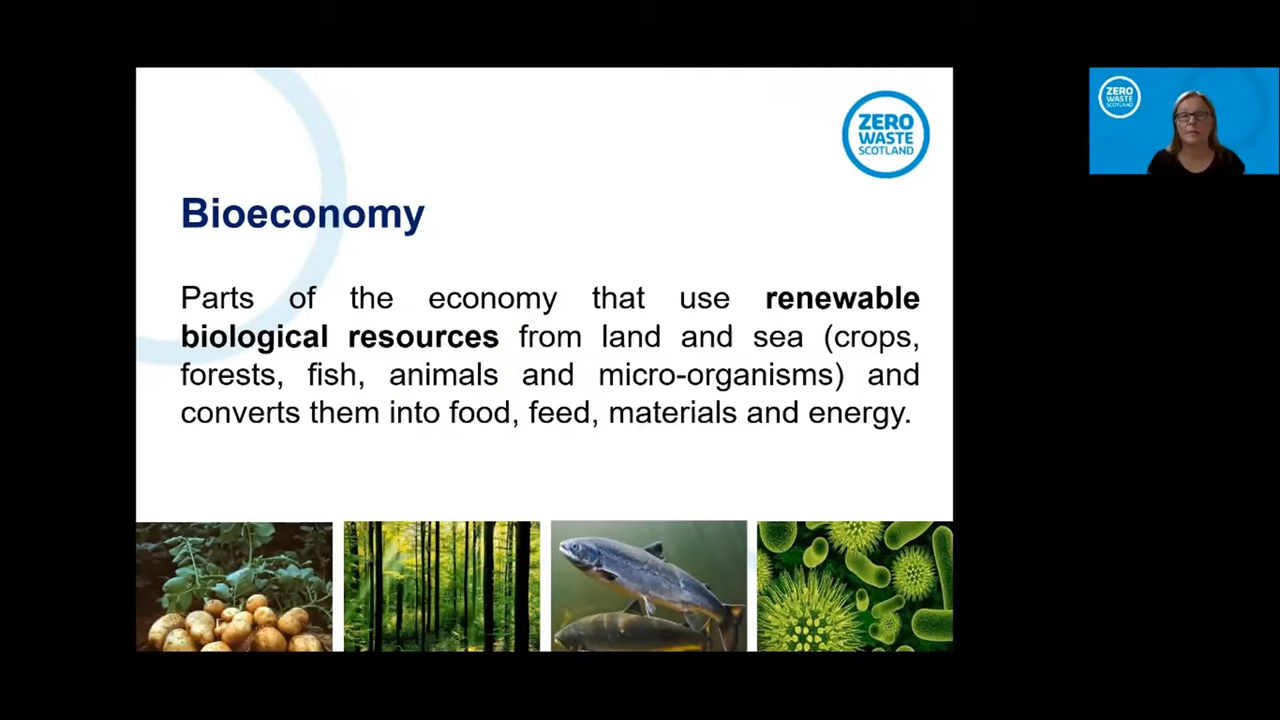 ZERO
WASTE
SCOTLAND
ZERO
WASTE
SCOTLAND
Bioeconomy
Parts of the economy that use renewable
biological resources from land and sea (crops,
forests, fish, animals and micro-organisms) and
converts them into food, feed, materials and energy.